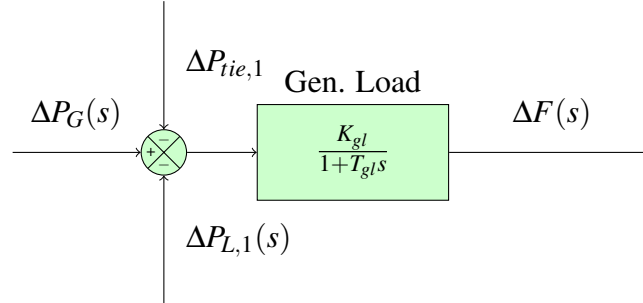 ΔP_{tie,1}
Gen. Load
ΔP_G(s)
ΔF(s)
K_{gl}
1+T_{gl}s
+
−
−
ΔP_{L,1}(s)